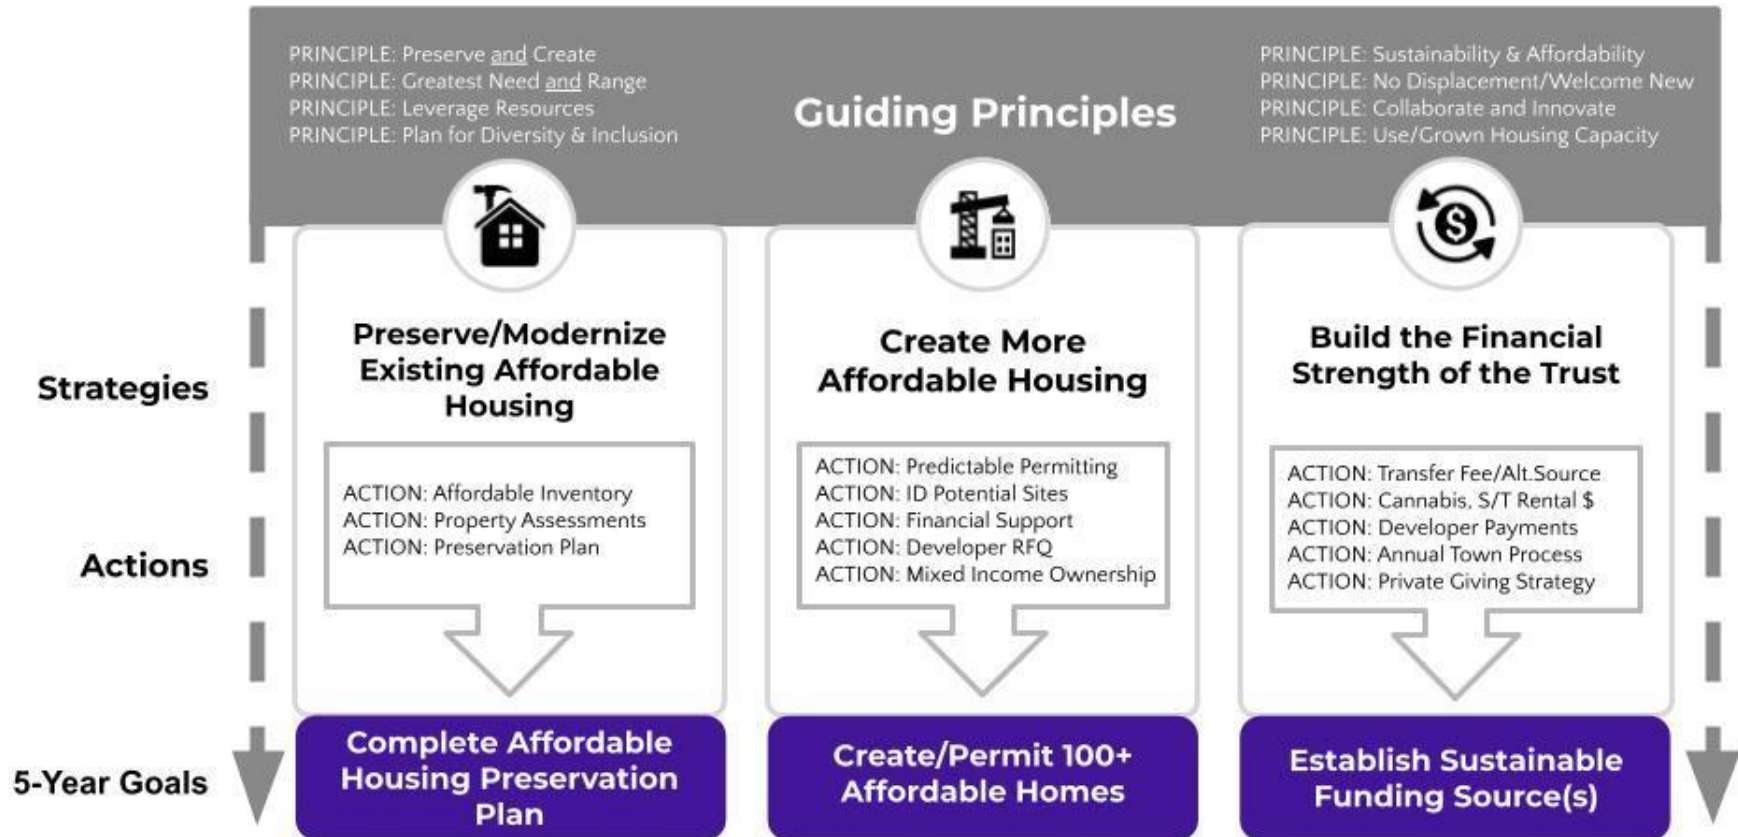 PRINCIPLE: Preserve and Create
PRINCIPLE: Greatest Need and Range
PRINCIPLE: Leverage Resources
PRINCIPLE: Plan for Diversity & Inclusion
Guiding Principles
PRINCIPLE: Sustainability & Affordability
PRINCIPLE: No Displacement/Welcome New
PRINCIPLE: Collaborate and Innovate
PRINCIPLE: Use/Grown Housing Capacity
Strategies
Preserve/Modernize
Existing Affordable
Housing
Create More
Affordable Housing
Build the Financial
Strength of the Trust
Actions
ACTION: Affordable Inventory
ACTION: Property Assessments
ACTION: Preservation Plan
ACTION: Predictable Permitting
ACTION: ID Potential Sites
ACTION: Financial Support
ACTION: Developer RFQ
ACTION: Mixed Income Ownership
ACTION: Transfer Fee/Alt.Source
ACTION: Cannabis, S/T Rental $
ACTION: Developer Payments
ACTION: Annual Town Process
ACTION: Private Giving Strategy
5-Year Goals
Complete Affordable
Housing Preservation
Plan
Create/Permit 100+
Affordable Homes
Establish Sustainable
Funding Source(s)